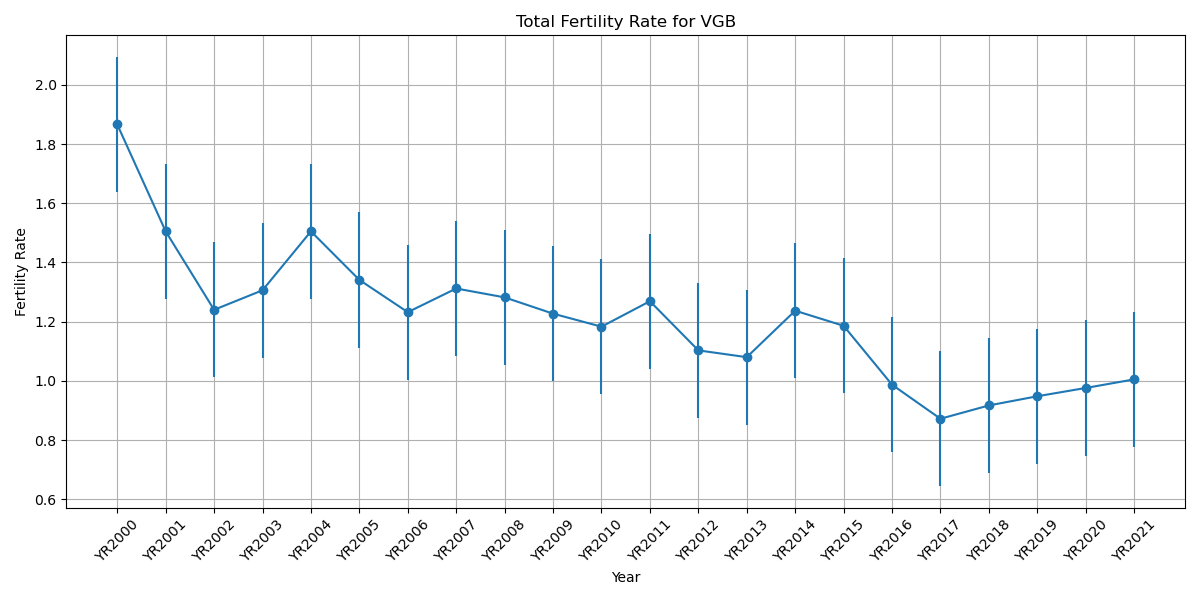 Total Fertility Rate for VGB
Fertility Rate
2.0
1.8
1.6
1.4
1.2
1.0
0.8
0.6
YR2000
YR2001
YR2002
YR2003
YR2004
YR2005
YR2006
YR2007
YR2008
YR2009
YR2010
YR2011
YR2012
YR2013
YR2014
YR2015
YR2016
YR2017
YR2018
YR2019
YR2020
YR2021
Year